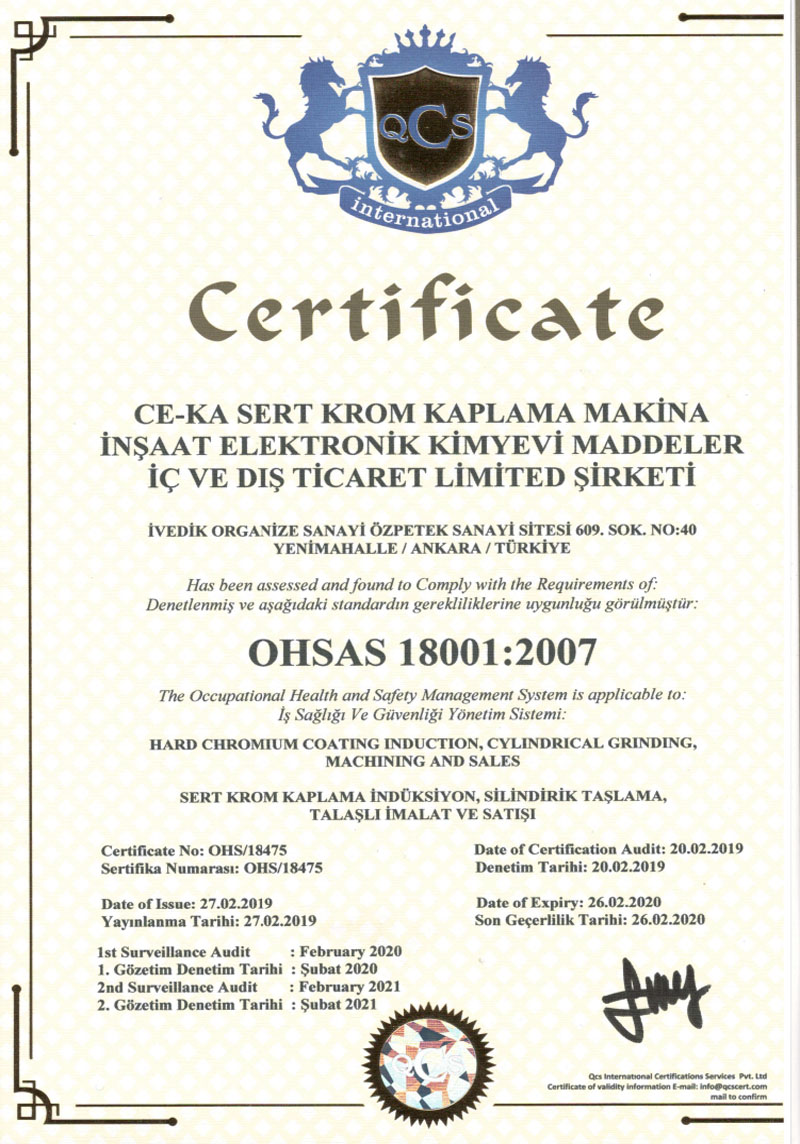 QCS
international
Certificate
CE-KA SERT KROM KAPLAMA MAKİNA
İNŞAAT ELEKTRONİK KİMYEVİ MADDELER
İÇ VE DIŞ TİCARET LİMİTED ŞİRKETİ
İVEDİK ORGANİZE SANAYİ ÖZPETEK SANAYİ SİTESİ 609. SOK. NO:40
YENİMAHALLE / ANKARA / TÜRKİYE
Has been assessed and found to Comply with the Requirements of:
Denetlenmiş ve aşağıdaki standardın gerekliliklerine uygunluğu görülmüştür:
OHSAS 18001:2007
The Occupational Health and Safety Management System is applicable to:
İş Sağlığı Ve Güvenliği Yönetim Sistemi:
HARD CHROMIUM COATING INDUCTION, CYLINDRICAL GRINDING,
MACHINING AND SALES
SERT KROM KAPLAMA İNDÜKSİYON, SİLİNDİRİK TAŞLAMA,
TALAŞLI İMALAT VE SATIŞI
Certificate No: OHS/18475
Sertifika Numarası: OHS/18475
Date of Certification Audit: 20.02.2019
Denetim Tarihi: 20.02.2019
Date of Issue: 27.02.2019
Yayınlanma Tarihi: 27.02.2019
Date of Expiry: 26.02.2020
Son Geçerlilik Tarihi: 26.02.2020
1st Surveillance Audit : February 2020
1. Gözetim Denetim Tarihi : Şubat 2020
2nd Surveillance Audit : February 2021
2. Gözetim Denetim Tarihi : Şubat 2021
QCS
Qcs International Certifications Services Pvt. Ltd
Certificate of validity information E-mail: info@qcscert.com
mail to confirm